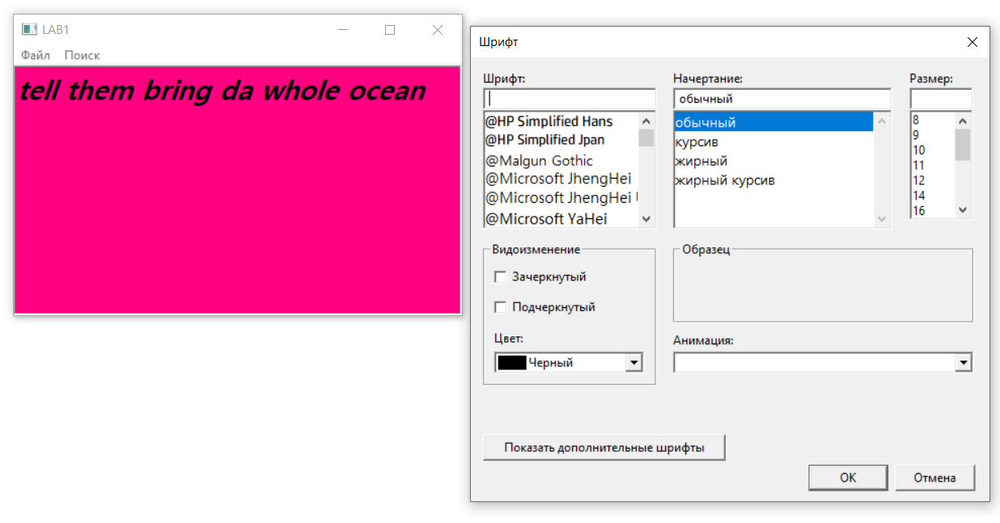 LAB1
Файл Поиск
tell them bring da whole ocean
Шрифт
Шрифт:
@HP Simplified Hans
@HP Simplified Jpan
@Malgun Gothic
@Microsoft JhengHei
@Microsoft JhengHei
@Microsoft YaHei
Начертание:
обычный
обычный
курсив
жирный
жирный курсив
Размер:
8
9
10
11
12
14
16
Видоизменение
Зачеркнутый
Подчеркнутый
Цвет:
Черный
Образец
Анимация:
Показать дополнительные шрифты
OK Отмена